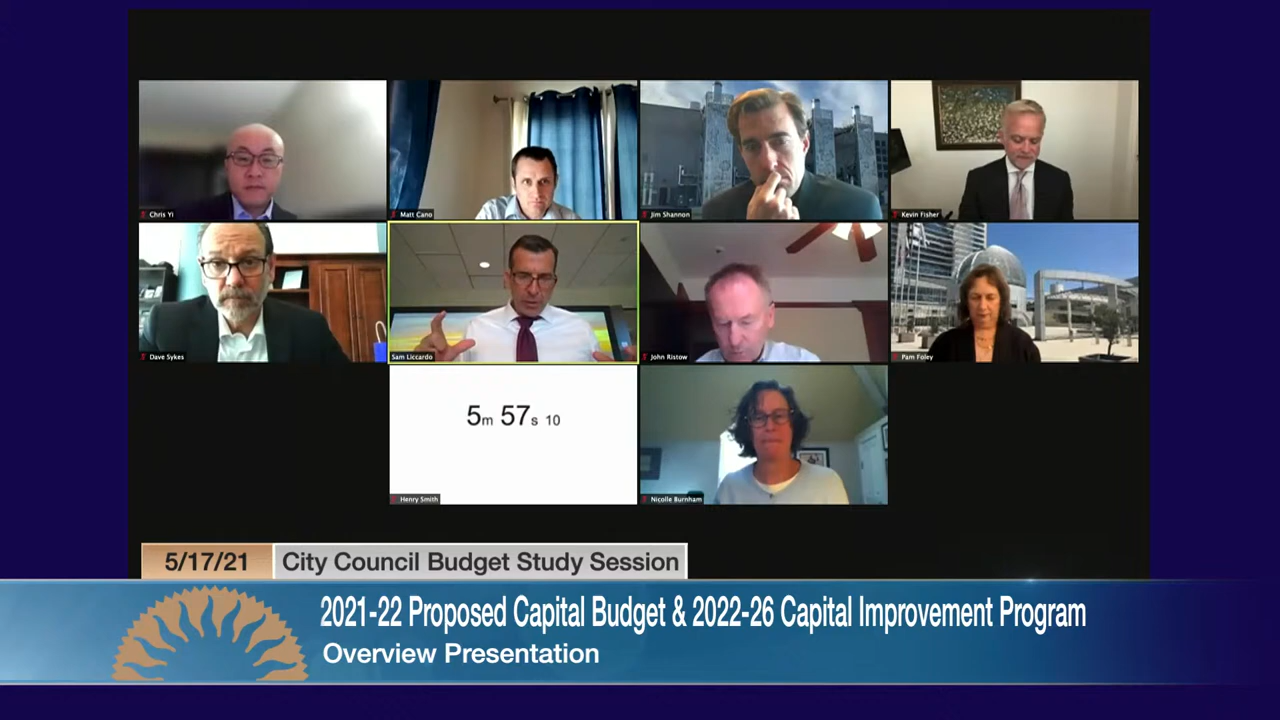 Chris Yi
Matt Cano
Jim Shannon
Kevin Fisher
Dave Sykes
Sam Liccardo
John Ristow
Pam Foley
5m 57s 10
Henry Smith
Nicolle Burnham
5/17/21
City Council Budget Study Session
2021-22 Proposed Capital Budget & 2022-26 Capital Improvement Program
Overview Presentation